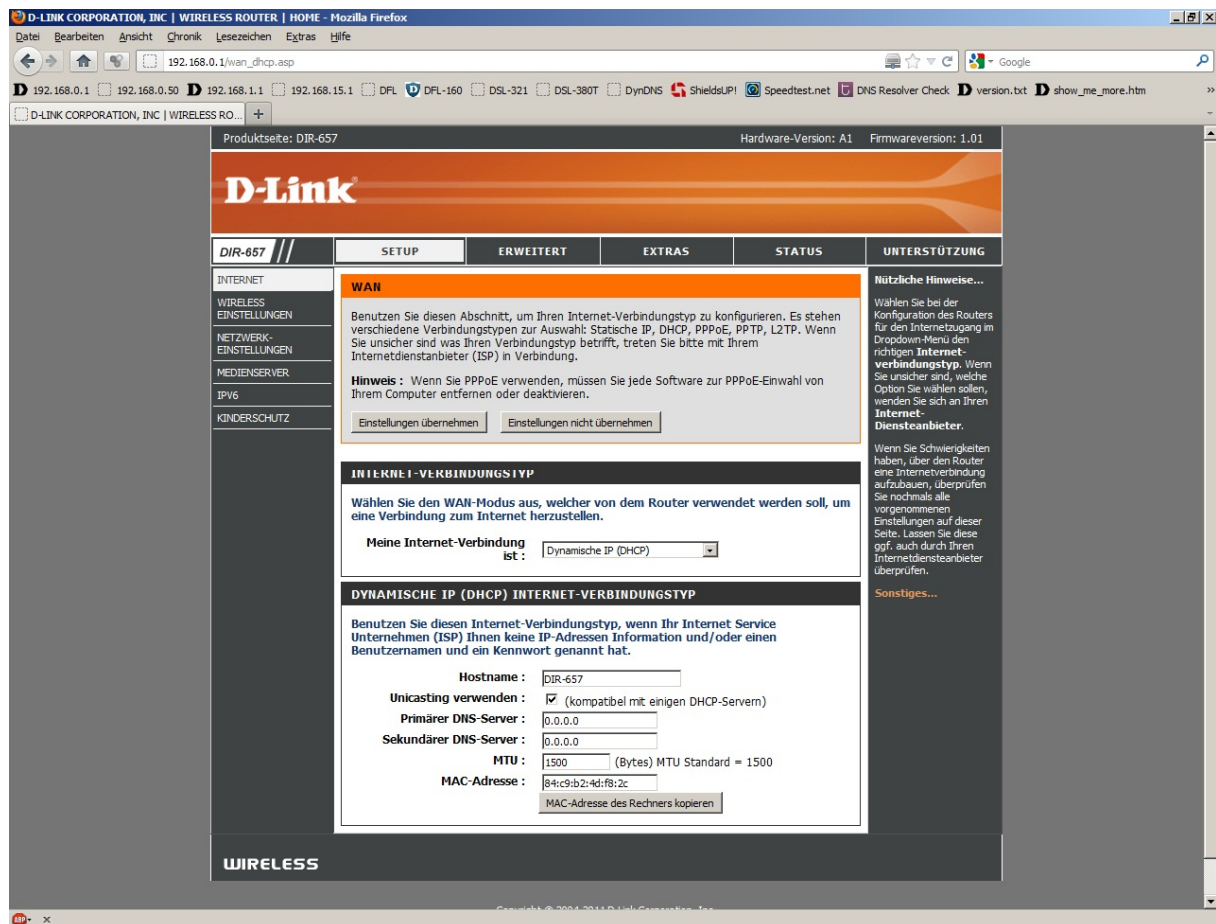 D-LINK CORPORATION, INC | WIRELESS ROUTER | HOME - Mozilla Firefox
Datei Bearbeiten Ansicht Chronik Lesezeichen Extras Hilfe
192.168.0.1/wan_dhcp.asp
Google
192.168.0.1 192.168.0.50 192.168.1.1 192.168.15.1 DFL DFL-160 DSL-321 DSL-380T DynDNS ShieldsUP! Speedtest.net DNS Resolver Check version.txt show_me_more.htm »
D-LINK CORPORATION, INC | WIRELESS RO... +
Produktseite: DIR-657 Hardware-Version: A1 Firmwareversion: 1.01
D-Link®
DIR-657 //
SETUP ERWEITERT EXTRAS STATUS UNTERSTÜTZUNG
INTERNET
WIRELESS
EINSTELLUNGEN
NETZWERK-
EINSTELLUNGEN
MEDIENSERVER
IPV6
KINDERSCHUTZ
WAN
Benutzen Sie diesen Abschnitt, um Ihren Internet-Verbindungstyp zu konfigurieren. Es stehen
verschiedene Verbindungstypen zur Auswahl: Statische IP, DHCP, PPPoE, PPTP, L2TP. Wenn
Sie unsicher sind was Ihren Verbindungstyp betrifft, treten Sie bitte mit Ihrem
Internetdienstanbieter (ISP) in Verbindung.
Hinweis : Wenn Sie PPPoE verwenden, müssen Sie jede Software zur PPPoE-Einwahl von
Ihrem Computer entfernen oder deaktivieren.
Einstellungen übernehmen Einstellungen nicht übernehmen
INTERNET-VERBINDUNGSTYP
Wählen Sie den WAN-Modus aus, welcher von dem Router verwendet werden soll, um
eine Verbindung zum Internet herzustellen.
Meine Internet-Verbindung
ist : Dynamische IP (DHCP)
DYNAMISCHE IP (DHCP) INTERNET-VERBINDUNGSTYP
Benutzen Sie diesen Internet-Verbindungstyp, wenn Ihr Internet Service
Unternehmen (ISP) Ihnen keine IP-Adressen Information und/oder einen
Benutzernamen und ein Kennwort genannt hat.
Hostname : DIR-657
Unicasting verwenden : (kompatibel mit einigen DHCP-Servern)
Primärer DNS-Server : 0.0.0.0
Sekundärer DNS-Server : 0.0.0.0
MTU : 1500 (Bytes) MTU Standard = 1500
MAC-Adresse : 84:c9:b2:4d:f8:2c
MAC-Adresse des Rechners kopieren
Nützliche Hinweise...
Wählen Sie bei der
Konfiguration des Routers
für den Internetzugang im
Dropdown-Menü den
richtigen Internet-
verbindungstyp. Wenn
Sie unsicher sind, welche
Option Sie wählen sollen,
wenden Sie sich an Ihren
Internet-
Diensteanbieter.
Wenn Sie Schwierigkeiten
haben, über den Router
eine Internetverbindung
aufzubauen, überprüfen
Sie nochmals alle
vorgenommenen
Einstellungen auf dieser
Seite. Lassen Sie diese
ggf. auch durch Ihren
Internetdiensteanbieter
überprüfen.
Sonstiges...
WIRELESS
Copyright © 2004-2011 D-Link Corporation, Inc.
ABP x